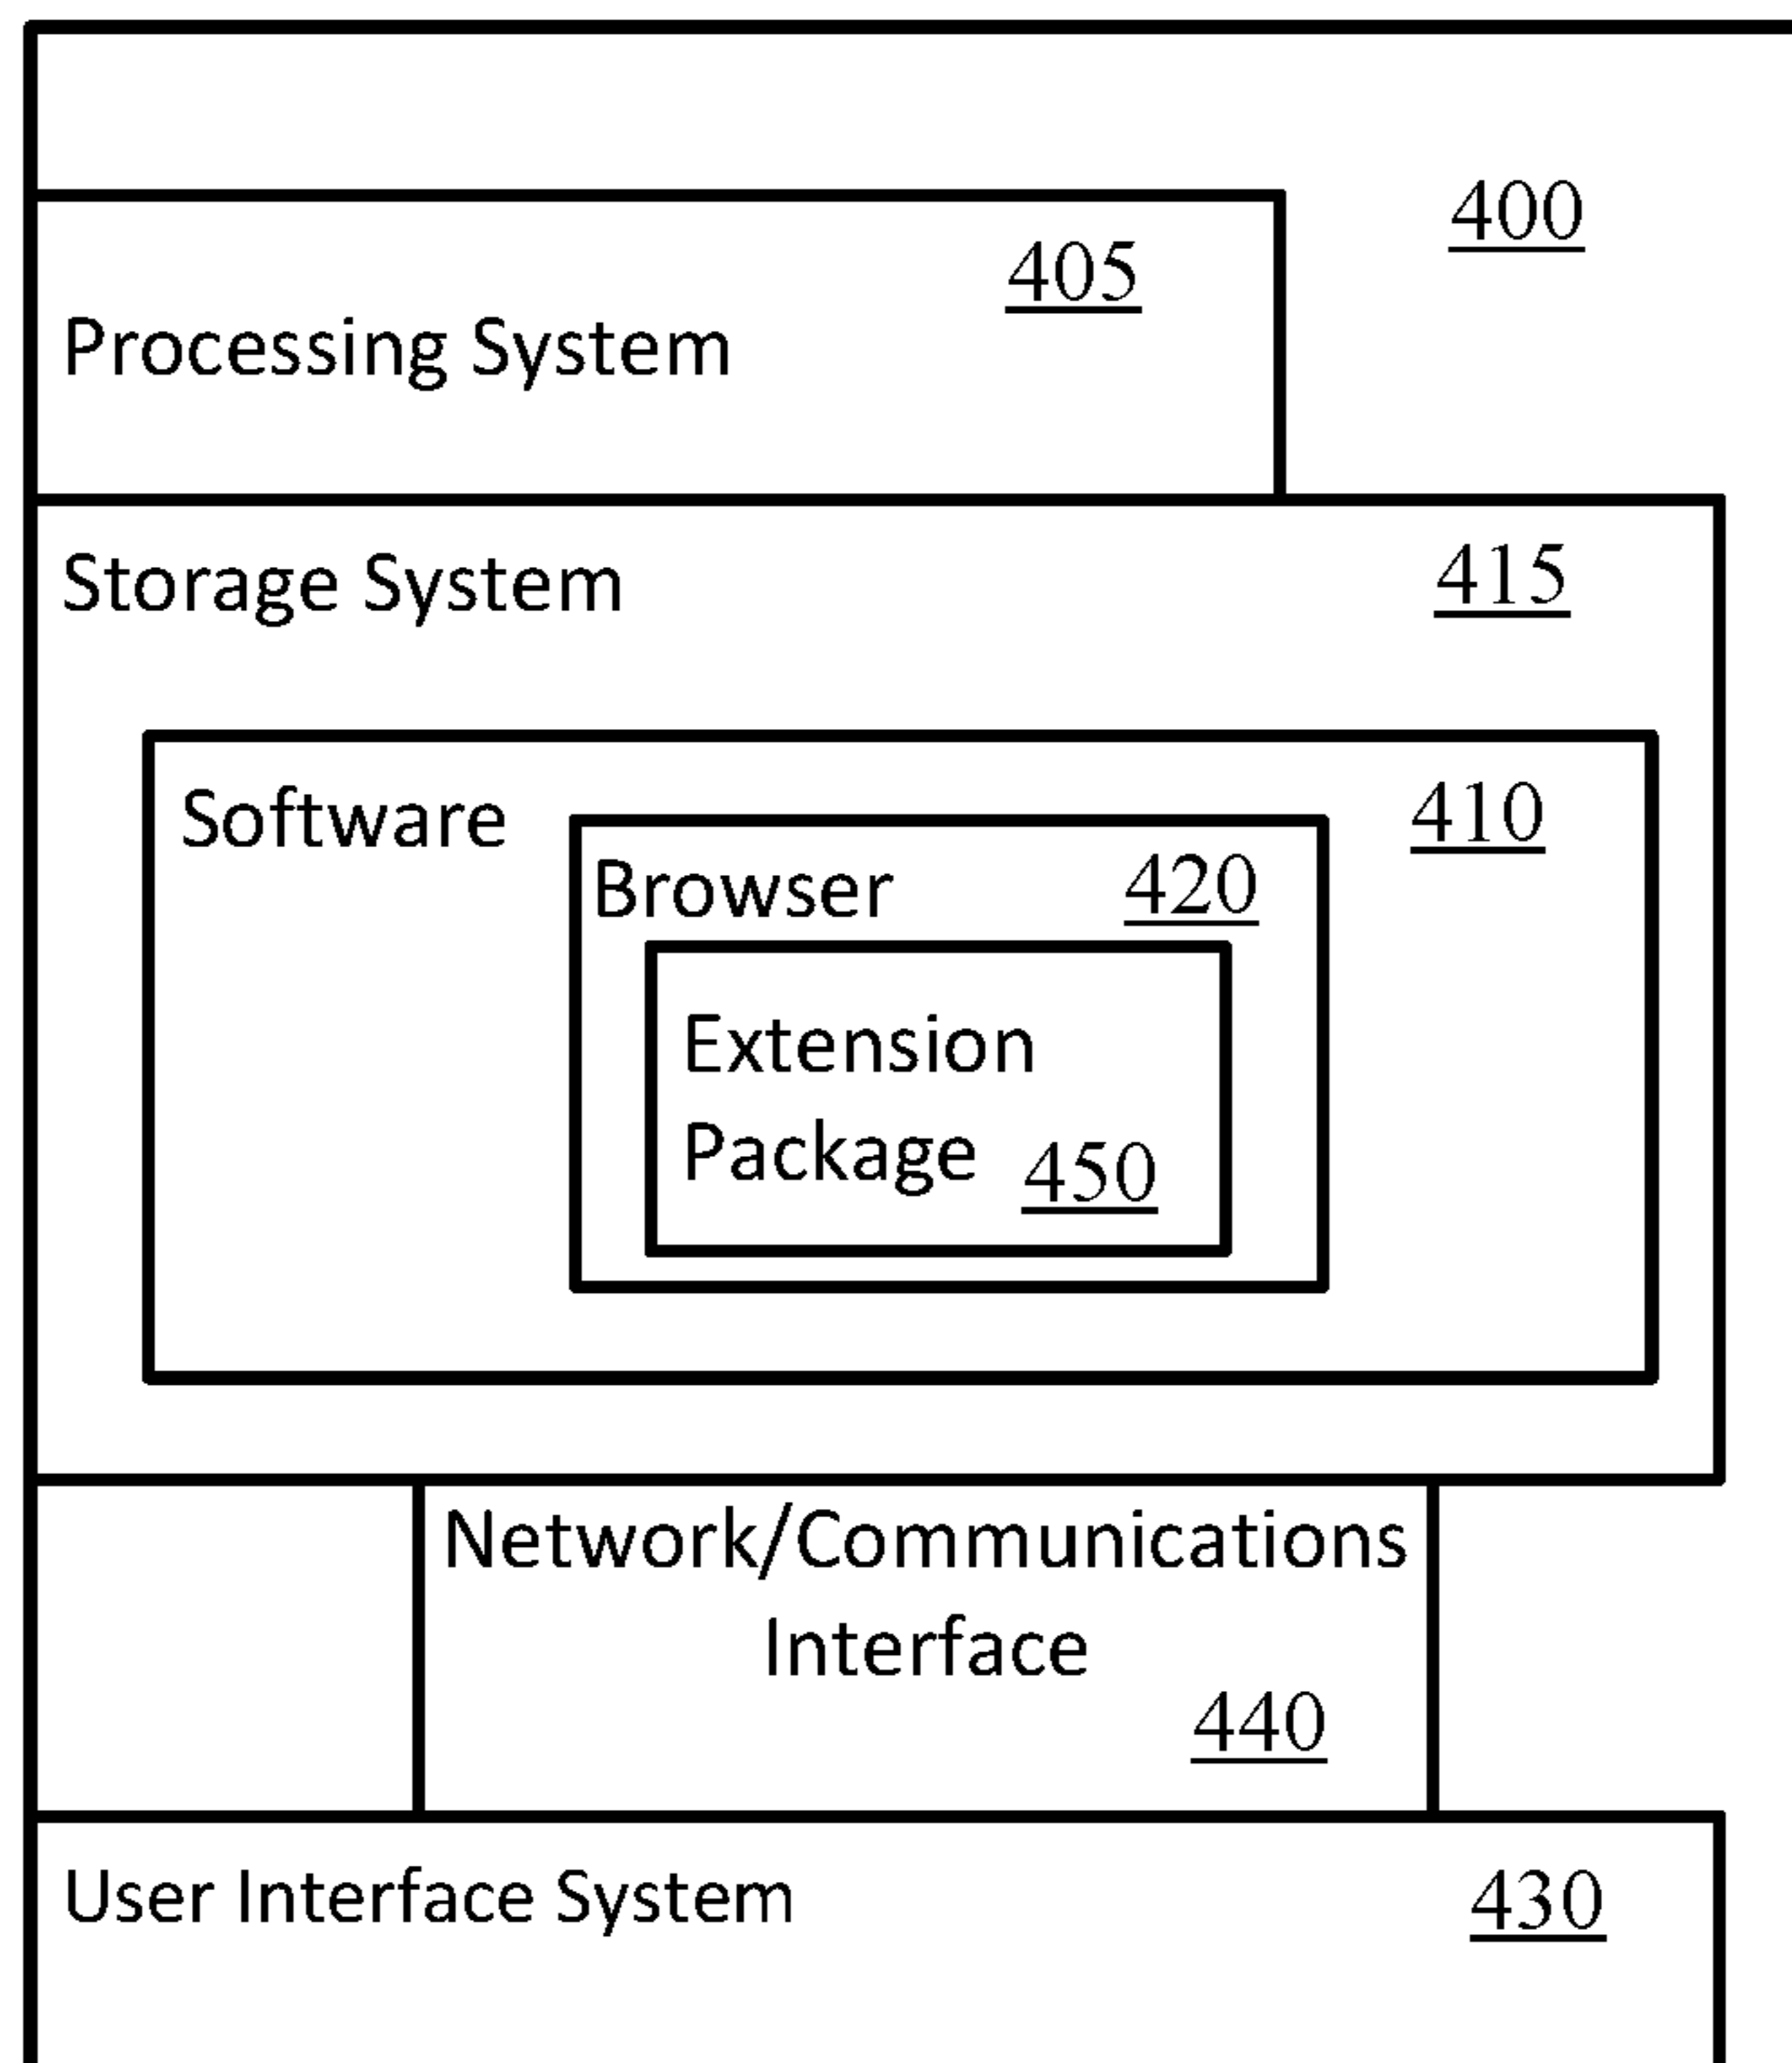 400
405
Processing System
Storage System 415
Software 410
Browser 420
Extension
Package 450
Network/Communications
Interface
440
User Interface System 430